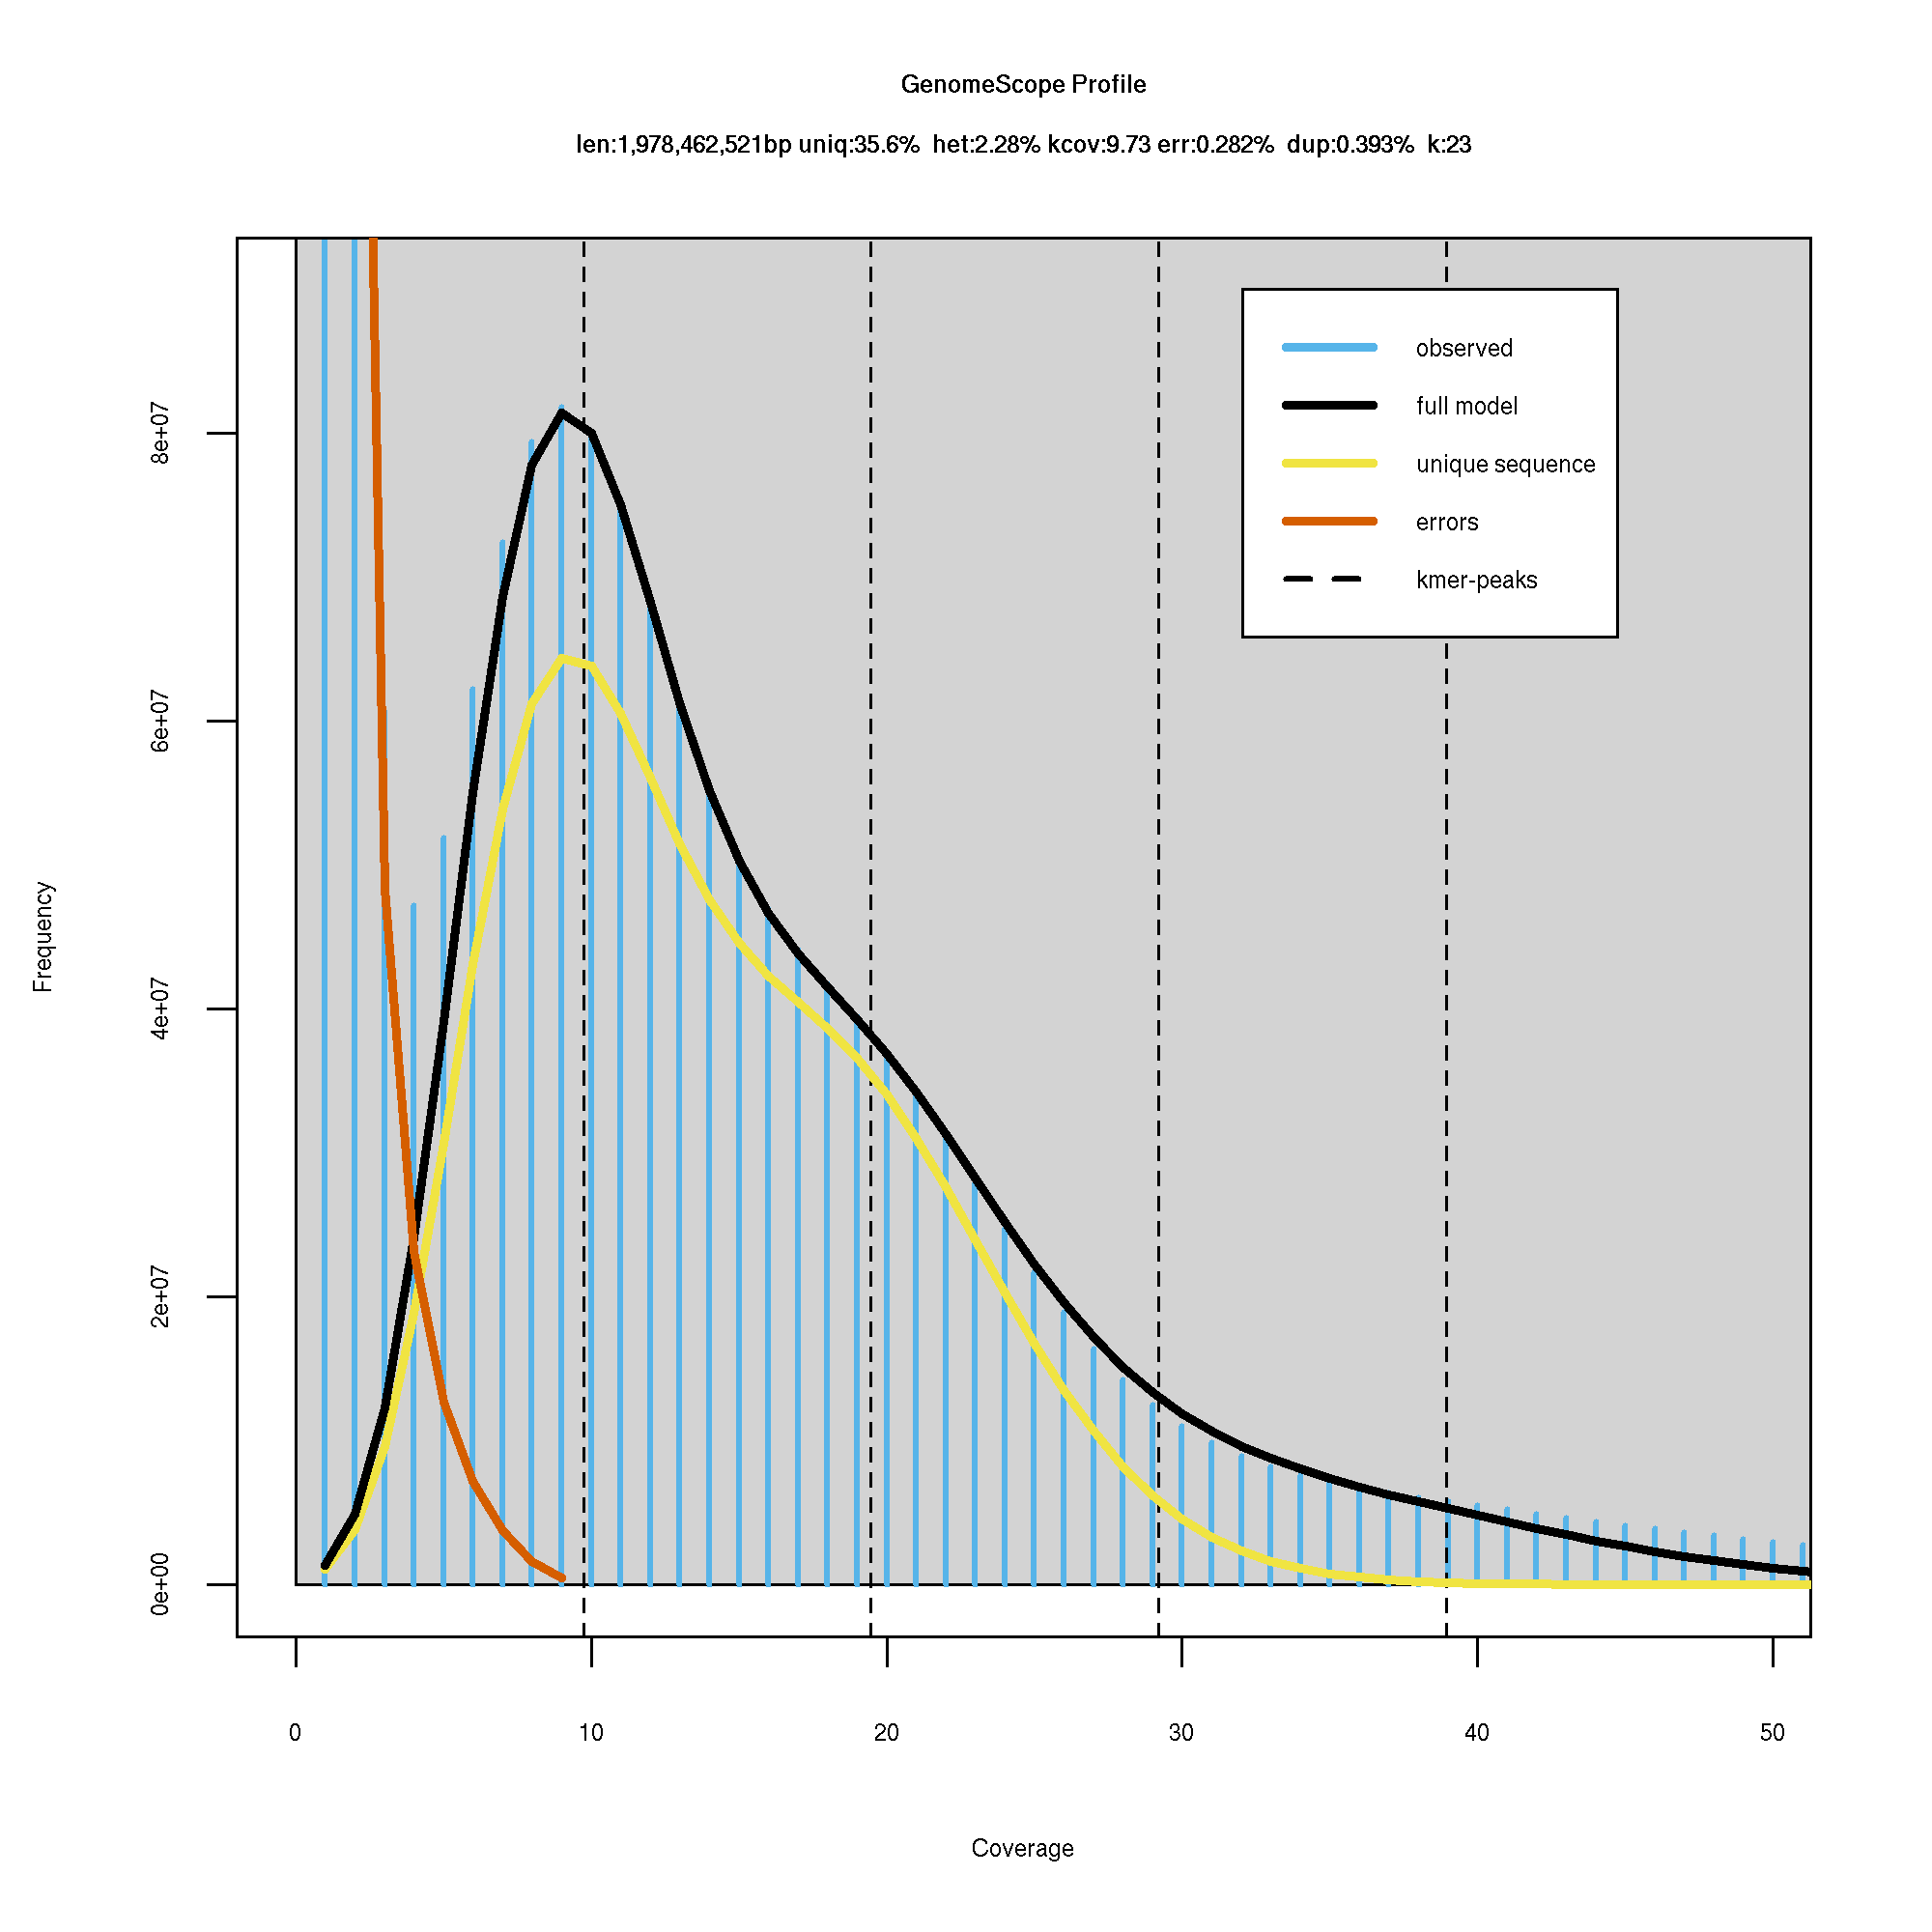 GenomeScope Profile
len:1,978,462,521bp uniq:35.6% het:2.28% kcov:9.73 err:0.282% dup:0.393% k:23
observed
full model
unique sequence
errors
kmer-peaks
Frequency
8e+07
6e+07
4e+07
2e+07
0e+00
0 10 20 30 40 50
Coverage